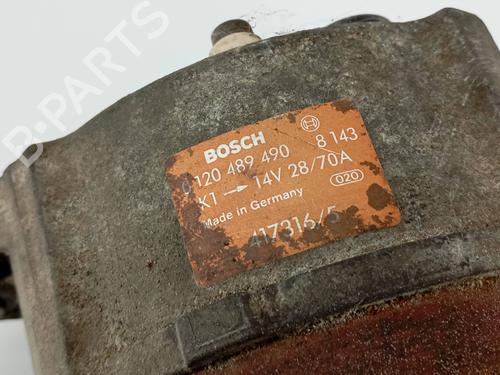 B-PARTS
BOSCH
0 120 489 490 8 143
K1 → 14V 28/70A
Made in Germany 020
417316/5